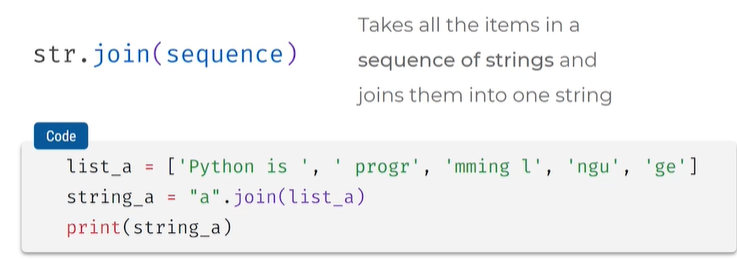 str.join(sequence)
Takes all the items in a
sequence of strings and
joins them into one string
Code
list_a = ['Python is ', ' progr', 'mming l', 'ngu', 'ge']
string_a = "a".join(list_a)
print(string_a)